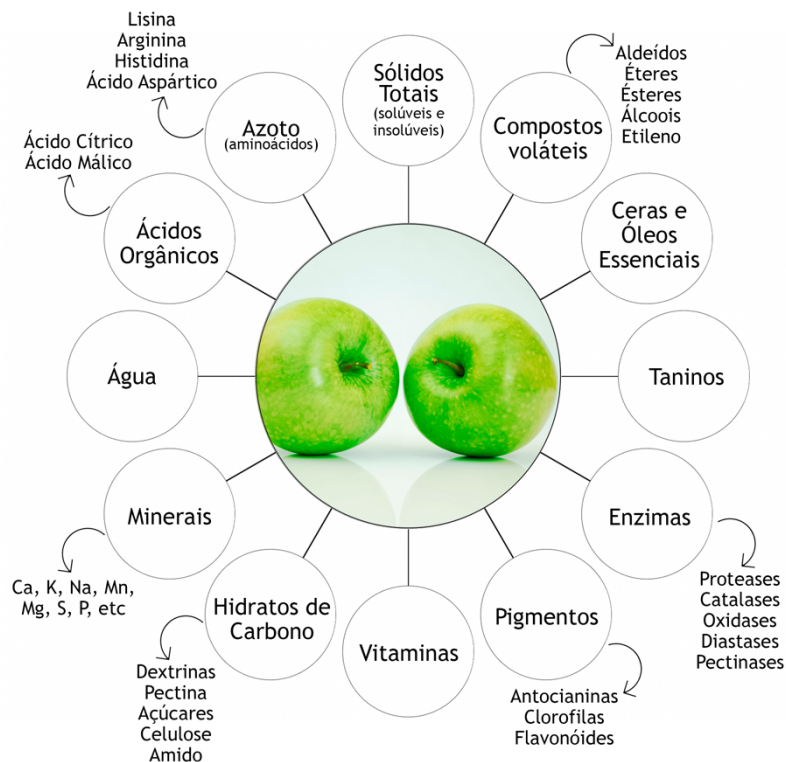 Lisina
Arginina
Histidina
Ácido Aspártico
Azoto
(aminoácidos)
Sólidos
Totais
(solúveis e
insolúveis)
Compostos
voláteis
Aldeídos
Éteres
Ésteres
Álcoois
Etileno
Ácido Cítrico
Ácido Málico
Ácidos
Orgânicos
Ceras e
Óleos
Essenciais
Água
Taninos
Minerais
Ca, K, Na, Mn,
Mg, S, P, etc
Enzimas
Proteases
Catalases
Oxidases
Diastases
Pectinases
Hidratos de
Carbono
Dextrinas
Pectina
Açúcares
Celulose
Amido
Vitaminas
Pigmentos
Antocianinas
Clorofilas
Flavonóides